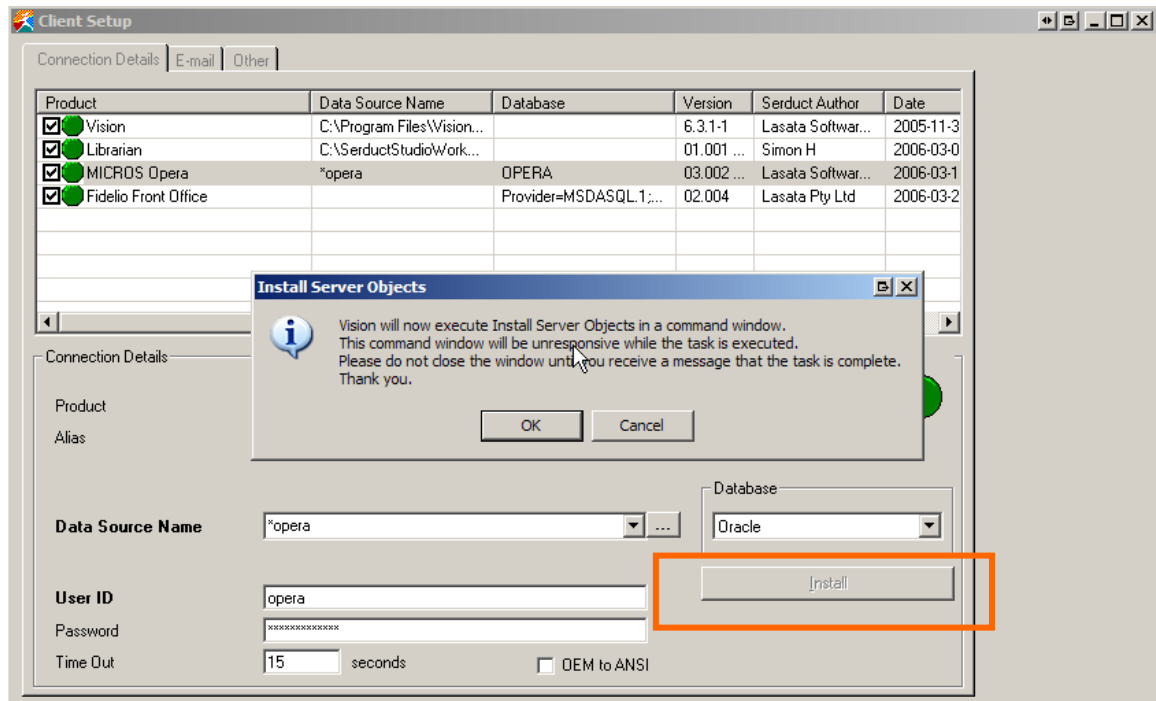 Client Setup
Connection Details E-mail Other
Product Data Source Name Database Version Serduct Author Date
Vision C:\Program Files\Vision... 6.3.1-1 Lasata Softwar... 2005-11-3
Librarian C:\SerductStudioWork... 01.001 ... Simon H 2006-03-0
MICROS Opera *opera OPERA 03.002 ... Lasata Softwar... 2006-03-1
Fidelio Front Office Provider=MSDASQL.1;... 02.004 Lasata Pty Ltd 2006-03-2
Install Server Objects
Vision will now execute Install Server Objects in a command window.
This command window will be unresponsive while the task is executed.
Please do not close the window until you receive a message that the task is complete.
Thank you.
OK Cancel
Connection Details
Product
Alias
Database
Data Source Name *opera ... Oracle
Install
User ID opera
Password *************
Time Out 15 seconds OEM to ANSI